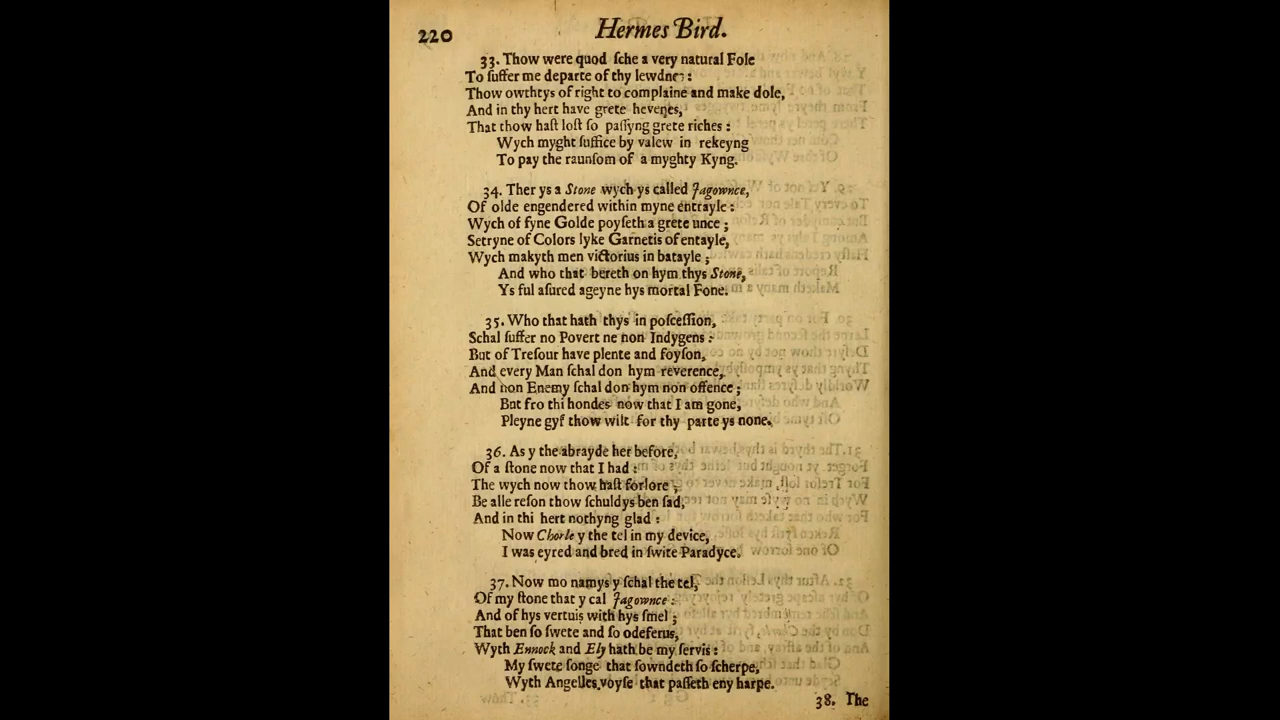 220 Hermes Bird.
33. Thow were quod ſche a very natural Fole
To ſuffer me departe of thy
Thow owthtys of right to complaine and make dole,
And in thy hert have grete hevenes,
That thow haſt loſt ſo paſſyng grete riches :
Wych myght ſuffice by valew in rekeyng
To pay the raunſom of a myghty Kyng.
34. Ther ys a Stone wych ys called Jagownce,
Of olde engendered within myne entrayle :
Wych of fyne Golde poyſeth a grete unce ;
Setryne of Colors lyke Garnetis of entayle,
Wych makyth men victorius in batayle ;
And who that bereth on hym thys Stone,
Ys ful aſured ageyne hys mortal Fone.
35. Who that hath thys in poſceſſion,
Schal ſuffer no Povert ne non Indygens :
But of Treſour have plente and foyſon,
And every Man ſchal don hym reverence,
And non Enemy ſchal don hym non offence ;
But fro thi hondes now that I am gone,
Pleyne gyf thow wilt for thy parte ys none.
36. As y the abrayde her before,
Of a ſtone now that I had :
The wych now thow haſt forlore ;
Be alle reſon thow ſchuldys ben ſad,
And in thi hert nothyng glad :
Now Chorle y the tel in my device,
I was eyred and bred in ſwite Paradyce.
37. Now mo namys y ſchal the tel,
Of my ſtone that y cal Jagownce :
And of hys vertuis with hys ſmel ;
That ben ſo ſwete and ſo odeferus,
Wyth Ennock and Ely hath be my ſervis :
My ſwete ſonge that ſowndeth ſo ſcherpe,
Wyth Angelles voyſe that paſſeth eny harpe.
38. The